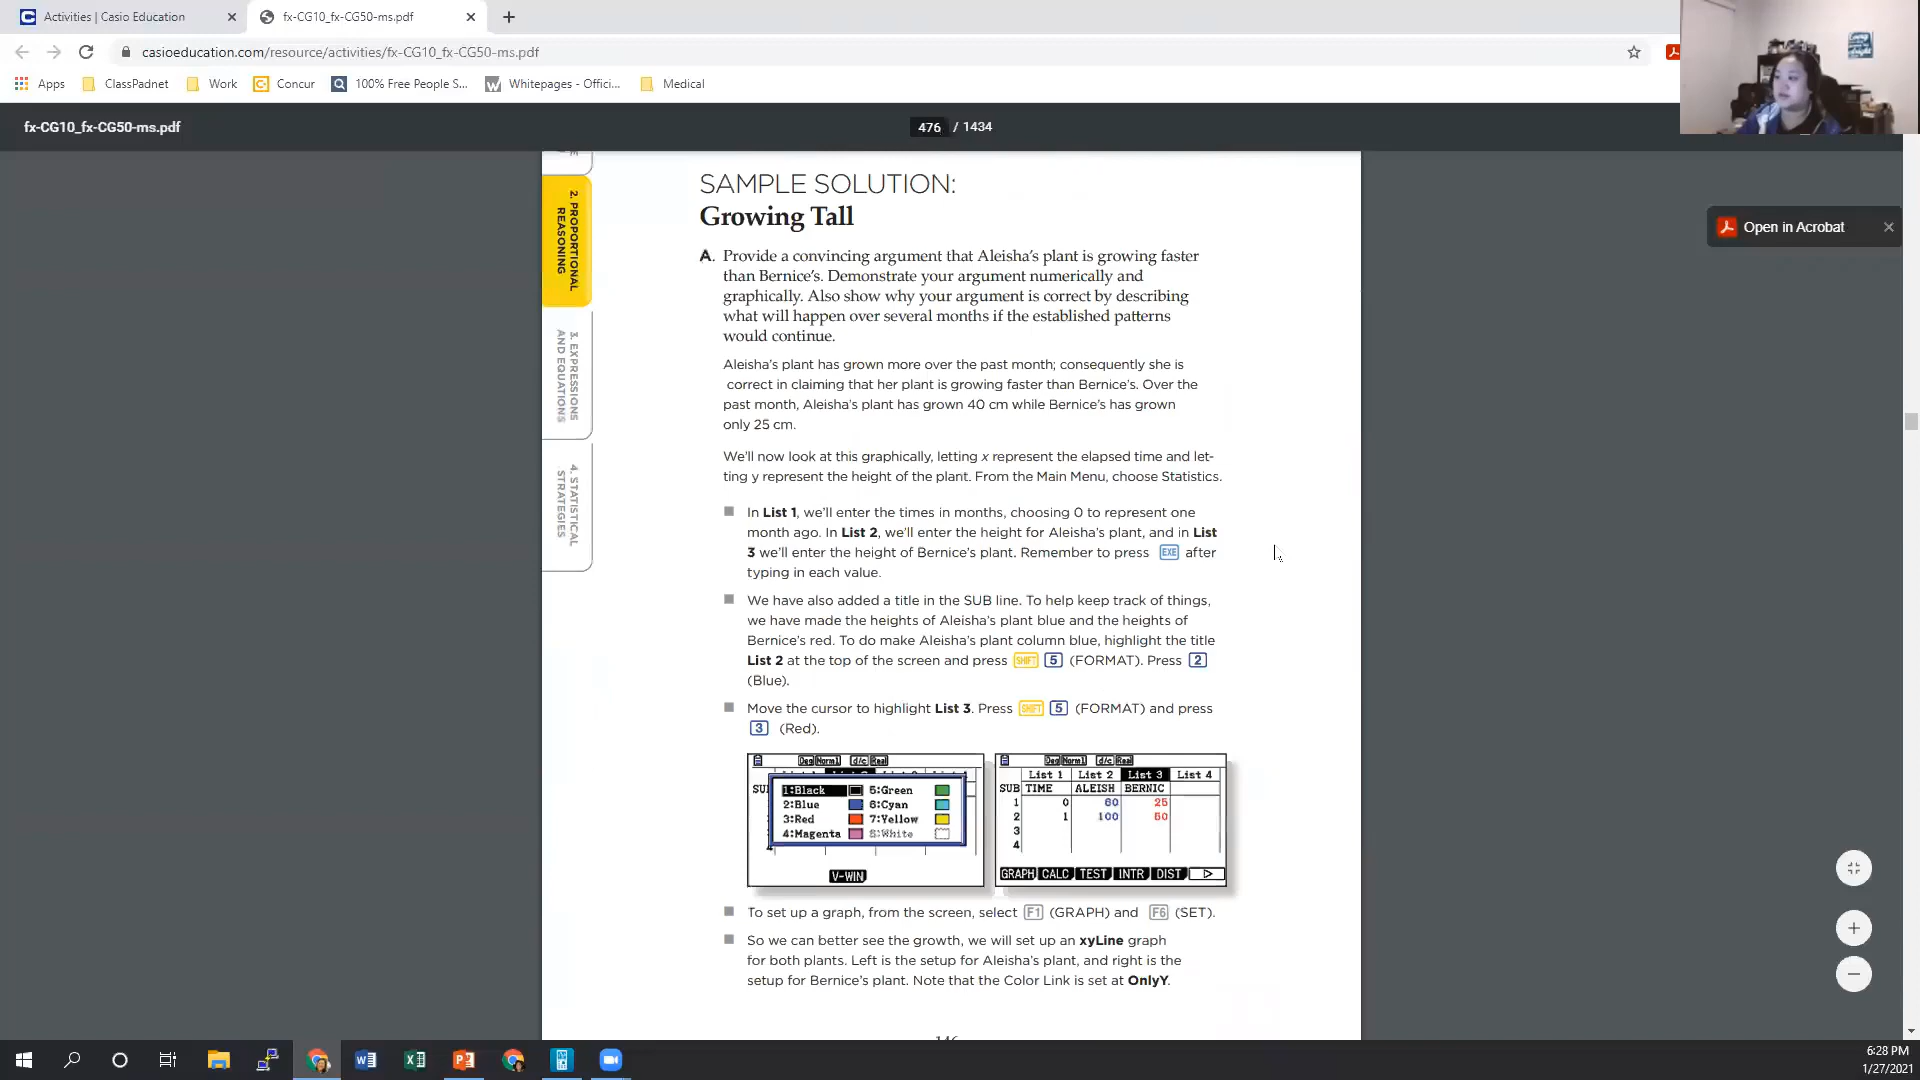 Activities | Casio Education
fx-CG10_fx-CG50-ms.pdf
casioeducation.com/resource/activities/fx-CG10_fx-CG50-ms.pdf
Apps
ClassPadnet
Work
Concur
100% Free People S...
Whitepages - Offici...
Medical
fx-CG10_fx-CG50-ms.pdf
476 / 1434
Open in Acrobat
2. PROPORTIONAL
REASONING
3. EXPRESSIONS
AND EQUATIONS
4. STATISTICAL
STRATEGIES
SAMPLE SOLUTION:
Growing Tall
A. Provide a convincing argument that Aleisha's plant is growing faster
than Bernice's. Demonstrate your argument numerically and
graphically. Also show why your argument is correct by describing
what will happen over several months if the established patterns
would continue.
Aleisha's plant has grown more over the past month; consequently she is
correct in claiming that her plant is growing faster than Bernice's. Over the
past month, Aleisha's plant has grown 40 cm while Bernice's has grown
only 25 cm.
We'll now look at this graphically, letting x represent the elapsed time and let-
ting y represent the height of the plant. From the Main Menu, choose Statistics.
In List 1, we'll enter the times in months, choosing 0 to represent one
month ago. In List 2, we'll enter the height for Aleisha's plant, and in List
3 we'll enter the height of Bernice's plant. Remember to press EXE after
typing in each value.
We have also added a title in the SUB line. To help keep track of things,
we have made the heights of Aleisha's plant blue and the heights of
Bernice's red. To do make Aleisha's plant column blue, highlight the title
List 2 at the top of the screen and press SHIFT 5 (FORMAT). Press 2
(Blue).
Move the cursor to highlight List 3. Press SHIFT 5 (FORMAT) and press
3 (Red).
Deg Norm1 d/c Real
SU
1:Black 5:Green
2:Blue 6:Cyan
3:Red 7:Yellow
4:Magenta 8:White
V-WIN
Deg Norm1 d/c Real
List 1 List 2 List 3 List 4
SUB TIME ALEISH BERNIC
1 0 60 25
2 1 100 50
3
4
GRAPH CALC TEST INTR DIST
To set up a graph, from the screen, select F1 (GRAPH) and F6 (SET).
So we can better see the growth, we will set up an xyLine graph
for both plants. Left is the setup for Aleisha's plant, and right is the
setup for Bernice's plant. Note that the Color Link is set at OnlyY.
6:28 PM
1/27/2021